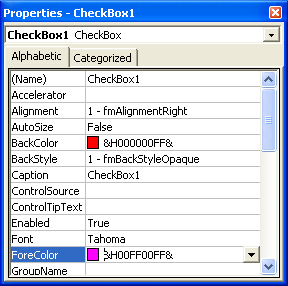 Properties - CheckBox1
CheckBox1 CheckBox
Alphabetic Categorized
(Name) CheckBox1
Accelerator
Alignment 1 - fmAlignmentRight
AutoSize False
BackColor &H000000FF&
BackStyle 1 - fmBackStyleOpaque
Caption CheckBox1
ControlSource
ControlTipText
Enabled True
Font Tahoma
ForeColor &H00FF00FF&
GroupName